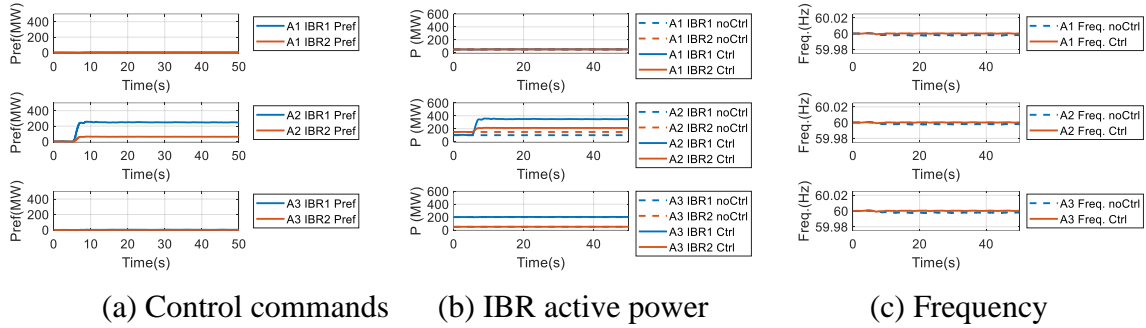 Pref(MW)
400
200
0
0 10 20 30 40 50
Time(s)
A1 IBR1 Pref
A1 IBR2 Pref
P (MW)
600
400
200
0
0 20 40
Time(s)
A1 IBR1 noCtrl
A1 IBR2 noCtrl
A1 IBR1 Ctrl
A1 IBR2 Ctrl
Freq.(Hz)
60.02
60
59.98
0 20 40
Time(s)
A1 Freq. noCtrl
A1 Freq. Ctrl
Pref(MW)
400
200
0
0 10 20 30 40 50
Time(s)
A2 IBR1 Pref
A2 IBR2 Pref
P (MW)
600
400
200
0
0 20 40
Time(s)
A2 IBR1 noCtrl
A2 IBR2 noCtrl
A2 IBR1 Ctrl
A2 IBR2 Ctrl
Freq.(Hz)
60.02
60
59.98
0 20 40
Time(s)
A2 Freq. noCtrl
A2 Freq. Ctrl
Pref(MW)
400
200
0
0 10 20 30 40 50
Time(s)
A3 IBR1 Pref
A3 IBR2 Pref
P (MW)
600
400
200
0
0 20 40
Time(s)
A3 IBR1 noCtrl
A3 IBR2 noCtrl
A3 IBR1 Ctrl
A3 IBR2 Ctrl
Freq.(Hz)
60.02
60
59.98
0 20 40
Time(s)
A3 Freq. noCtrl
A3 Freq. Ctrl
(a) Control commands
(b) IBR active power
(c) Frequency